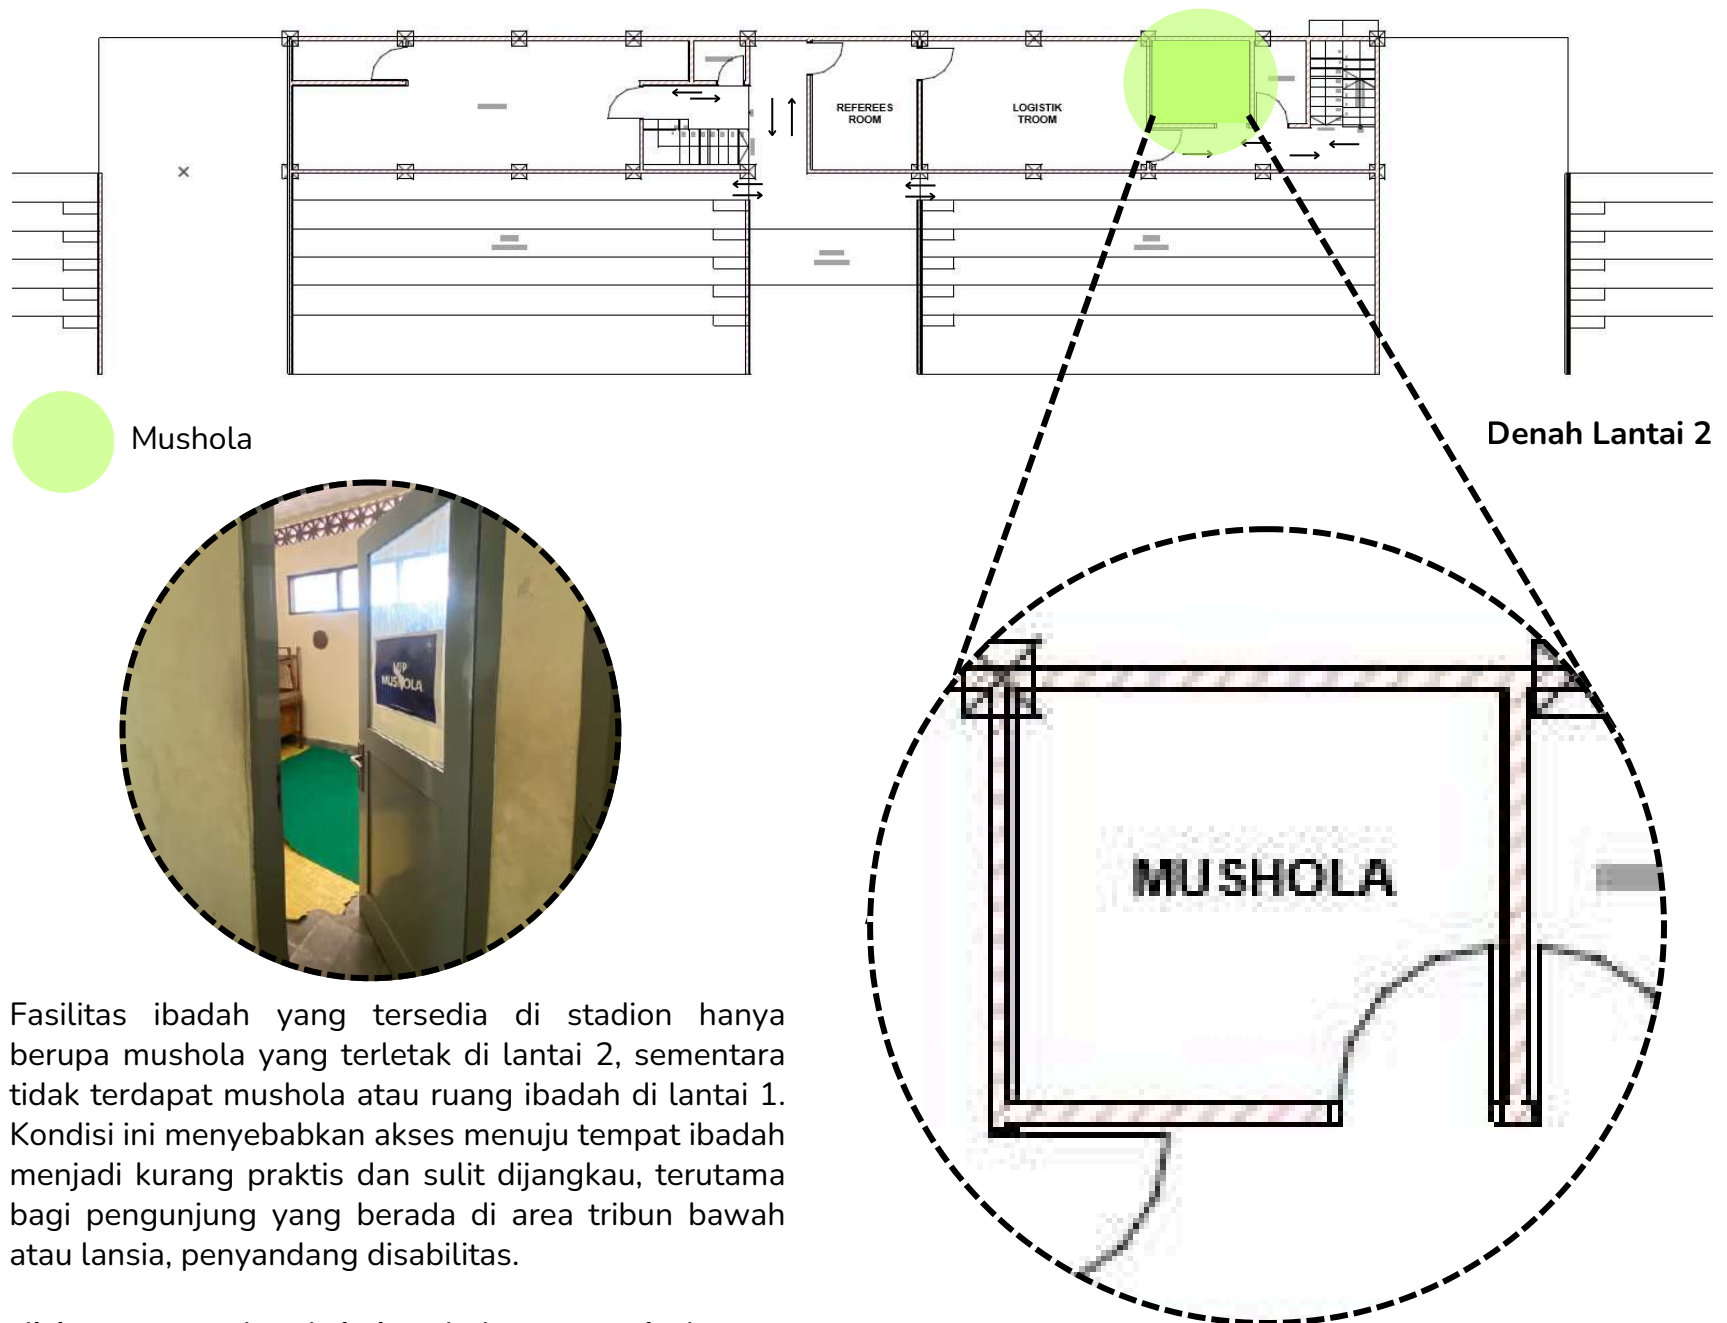 REFEREES
ROOM
LOGISTIK
TROOM
Mushola
Denah Lantai 2
VIP
MUSHOLA
MUSHOLA
Fasilitas ibadah yang tersedia di stadion hanya
berupa mushola yang terletak di lantai 2, sementara
tidak terdapat mushola atau ruang ibadah di lantai 1.
Kondisi ini menyebabkan akses menuju tempat ibadah
menjadi kurang praktis dan sulit dijangkau, terutama
bagi pengunjung yang berada di area tribun bawah
atau lansia, penyandang disabilitas.